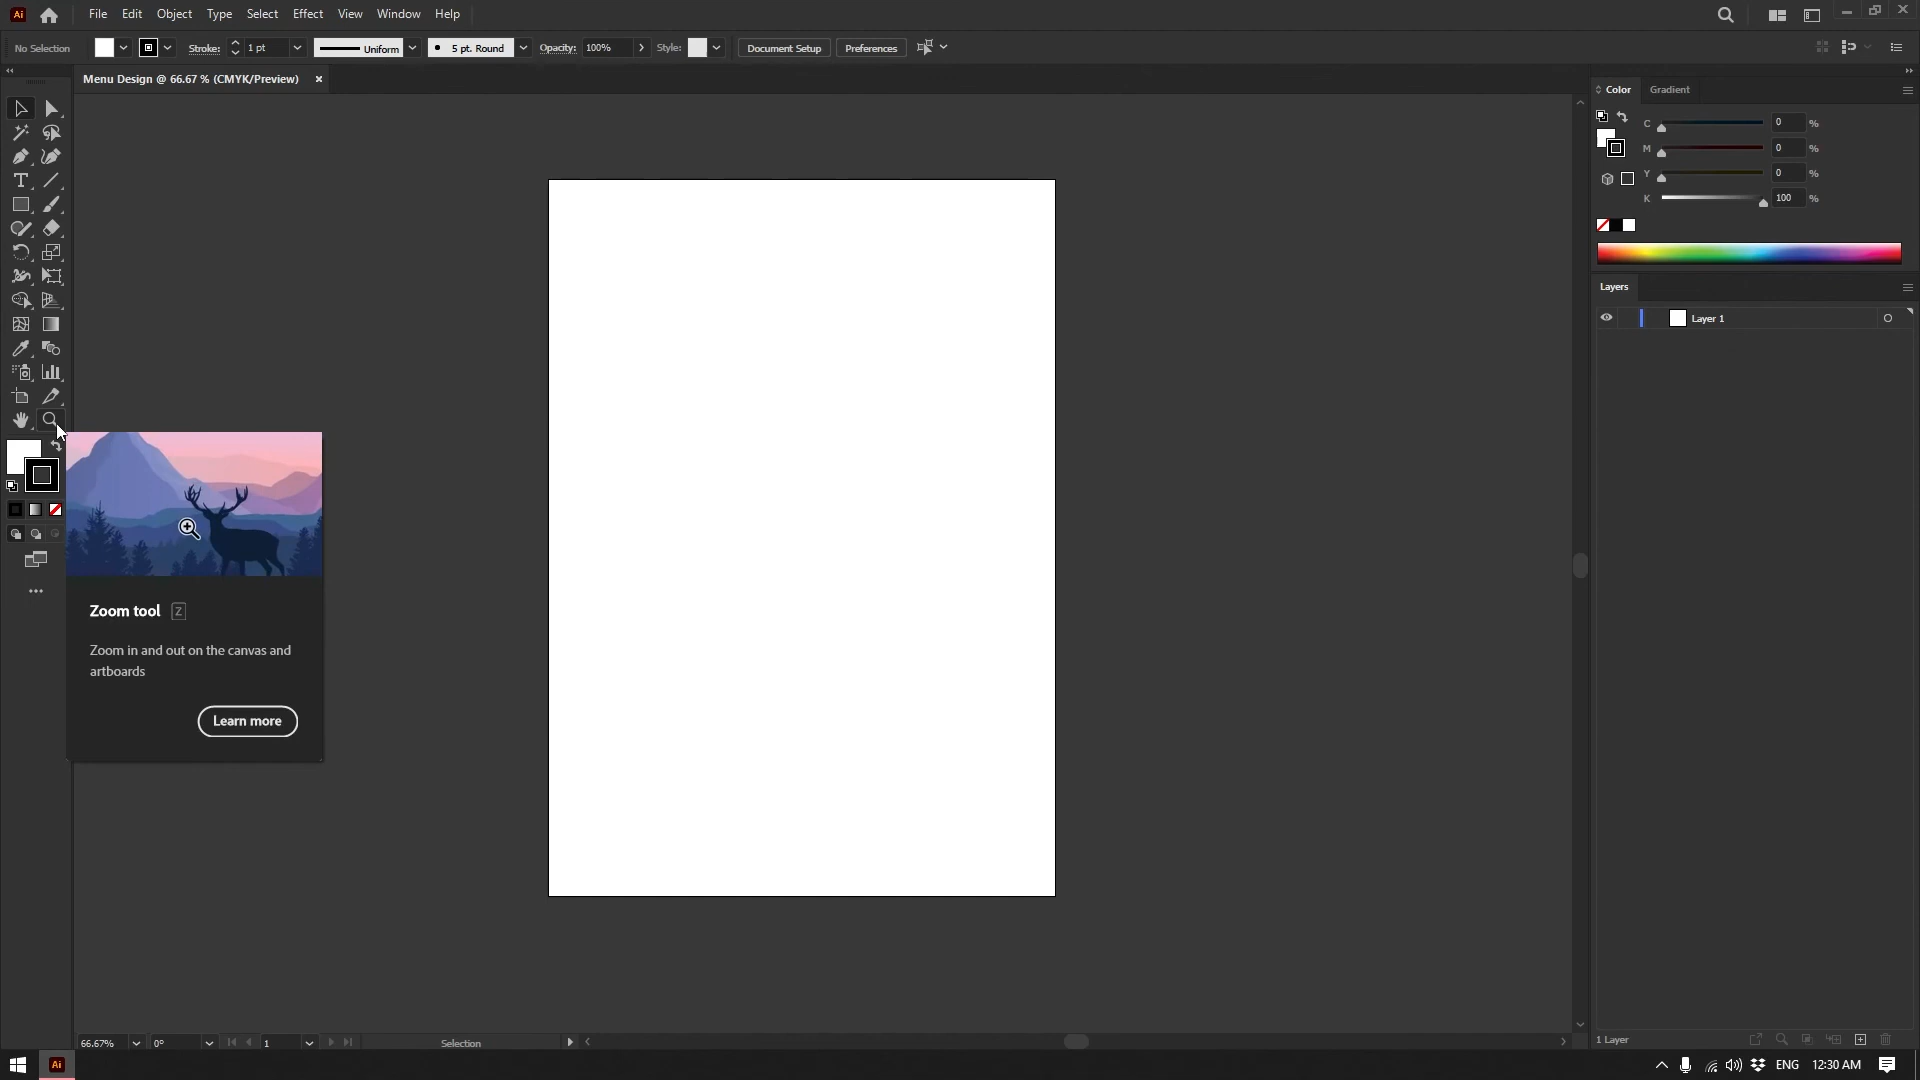 Ai File Edit Object Type Select Effect View Window Help
No Selection Stroke: 1 pt Uniform 5 pt. Round Opacity: 100% Style: Document Setup Preferences
Menu Design @ 66.67 % (CMYK/Preview)
Color Gradient
C 0 %
M 0 %
Y 0 %
K 100 %
Layers
Layer 1
T
Zoom tool Z
Zoom in and out on the canvas and
artboards
Learn more
66.67% 0° 1 Selection
1 Layer
Ai ENG 12:30 AM